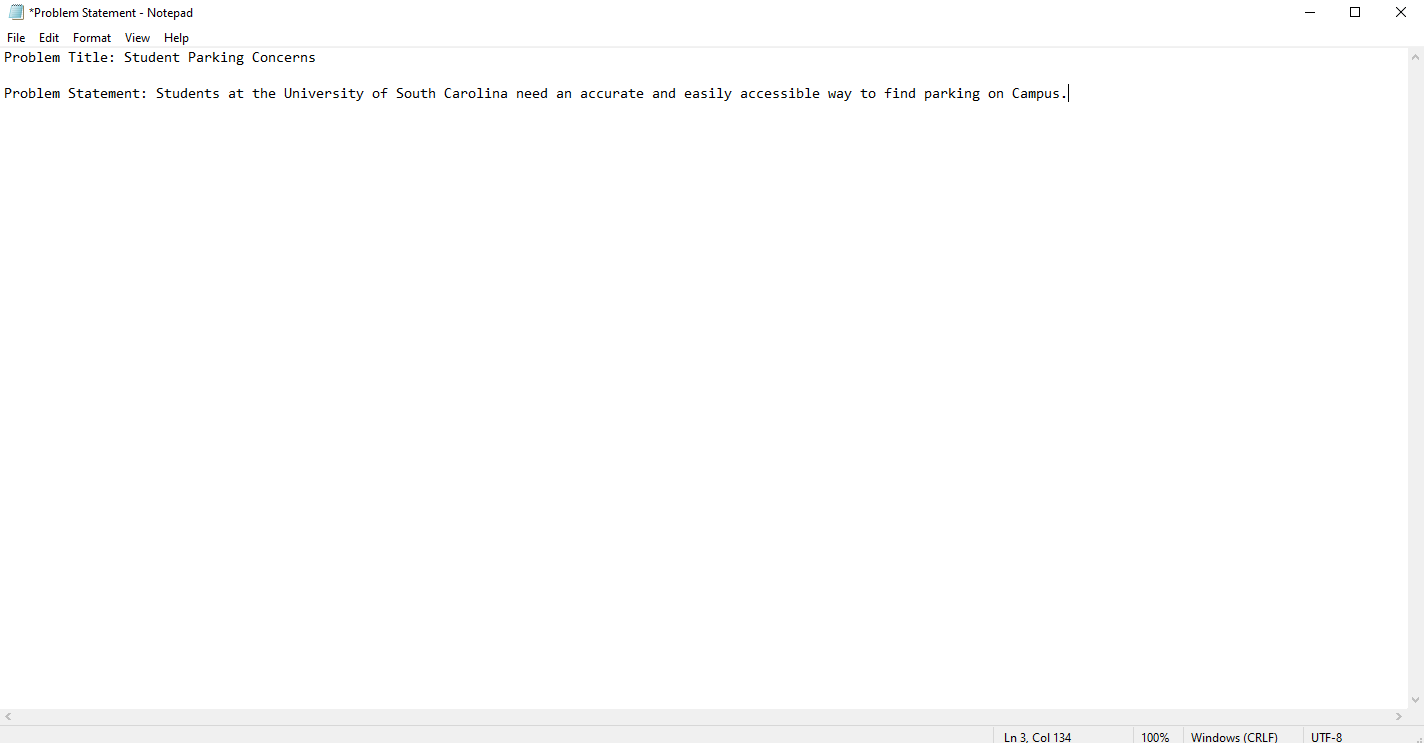 *Problem Statement - Notepad
File Edit Format View Help
Problem Title: Student Parking Concerns
Problem Statement: Students at the University of South Carolina need an accurate and easily accessible way to find parking on Campus.
Ln 3, Col 134 100% Windows (CRLF) UTF-8